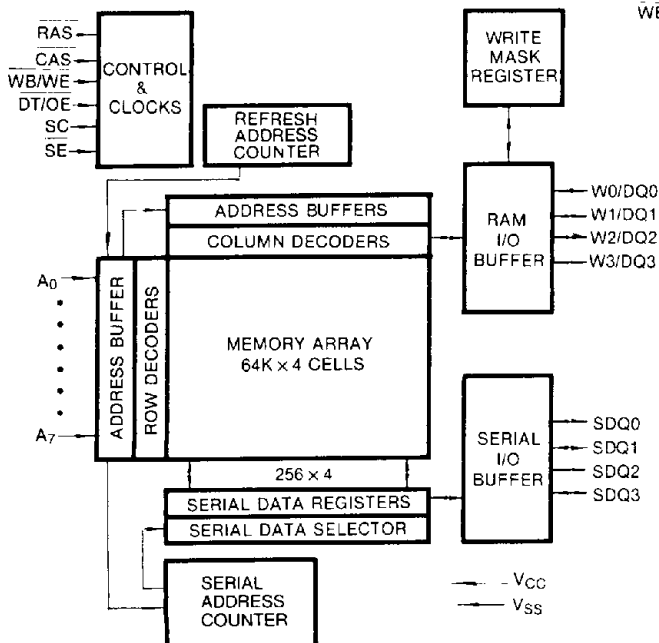 WE
RAS
CAS
WB/WE
DT/OE
SC
SE
CONTROL
&
CLOCKS
REFRESH
ADDRESS
COUNTER
WRITE
MASK
REGISTER
ADDRESS BUFFERS
COLUMN DECODERS
RAM
I/O
BUFFER
W0/DQ0
W1/DQ1
W2/DQ2
W3/DQ3
A0
A7
ADDRESS BUFFER
ROW DECODERS
MEMORY ARRAY
64K × 4 CELLS
256 × 4
SERIAL DATA REGISTERS
SERIAL DATA SELECTOR
SERIAL
I/O
BUFFER
SDQ0
SDQ1
SDQ2
SDQ3
SERIAL
ADDRESS
COUNTER
VCC
VSS